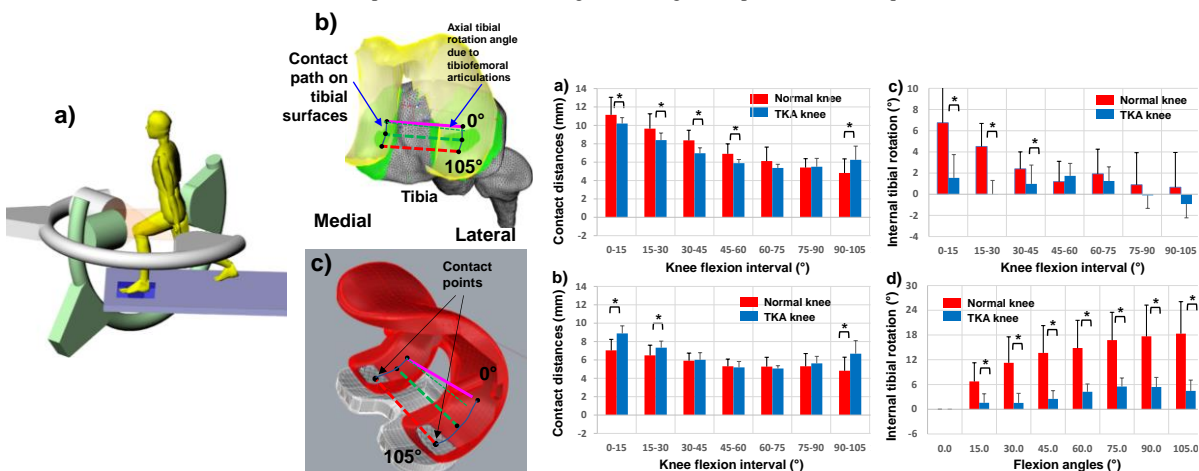 a)
b)
Axial tibial
rotation angle
due to
tibiofemoral
articulations
Contact
path on
tibial
surfaces
0°
105°
Tibia
Medial
Lateral
c)
Contact
points
0°
105°
a)
Contact distances (mm)
14
12
10
8
6
4
2
0
* * * * *
Normal knee
TKA knee
0-15 15-30 30-45 45-60 60-75 75-90 90-105
Knee flexion interval (°)
b)
Contact distances (mm)
14
12
10
8
6
4
2
0
* * *
Normal knee
TKA knee
0-15 15-30 30-45 45-60 60-75 75-90 90-105
Knee flexion interval (°)
c)
Internal tibial rotation (°)
10
8
6
4
2
0
-2
-4
* * *
Normal knee
TKA knee
0-15 15-30 30-45 45-60 60-75 75-90 90-105
Knee flexion interval (°)
d)
Internal tibial rotation (°)
30
24
18
12
6
0
-6
* * * * * * *
Normal knee
TKA knee
0.0 15.0 30.0 45.0 60.0 75.0 90.0 105.0
Flexion angles (°)